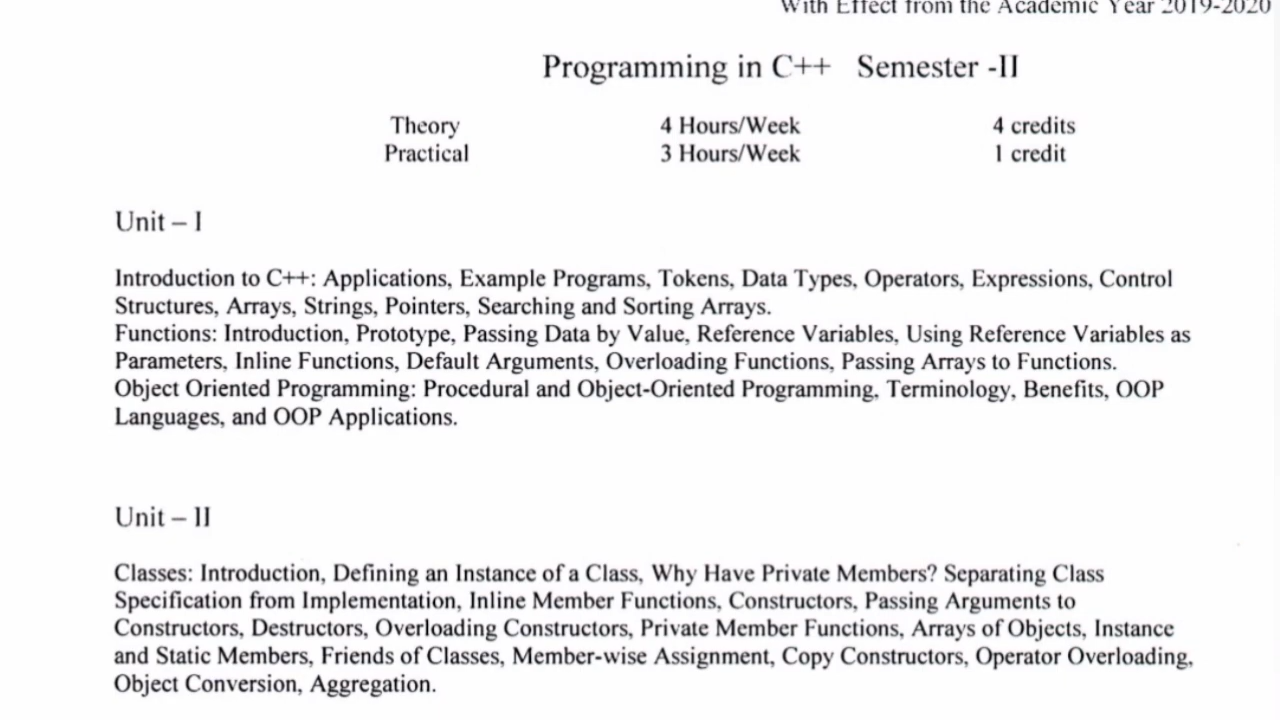 With Effect from the Academic Year 2019-2020
Programming in C++ Semester -II
Theory 4 Hours/Week 4 credits
Practical 3 Hours/Week 1 credit
Unit – I
Introduction to C++: Applications, Example Programs, Tokens, Data Types, Operators, Expressions, Control
Structures, Arrays, Strings, Pointers, Searching and Sorting Arrays.
Functions: Introduction, Prototype, Passing Data by Value, Reference Variables, Using Reference Variables as
Parameters, Inline Functions, Default Arguments, Overloading Functions, Passing Arrays to Functions.
Object Oriented Programming: Procedural and Object-Oriented Programming, Terminology, Benefits, OOP
Languages, and OOP Applications.
Unit – II
Classes: Introduction, Defining an Instance of a Class, Why Have Private Members? Separating Class
Specification from Implementation, Inline Member Functions, Constructors, Passing Arguments to
Constructors, Destructors, Overloading Constructors, Private Member Functions, Arrays of Objects, Instance
and Static Members, Friends of Classes, Member-wise Assignment, Copy Constructors, Operator Overloading,
Object Conversion, Aggregation.